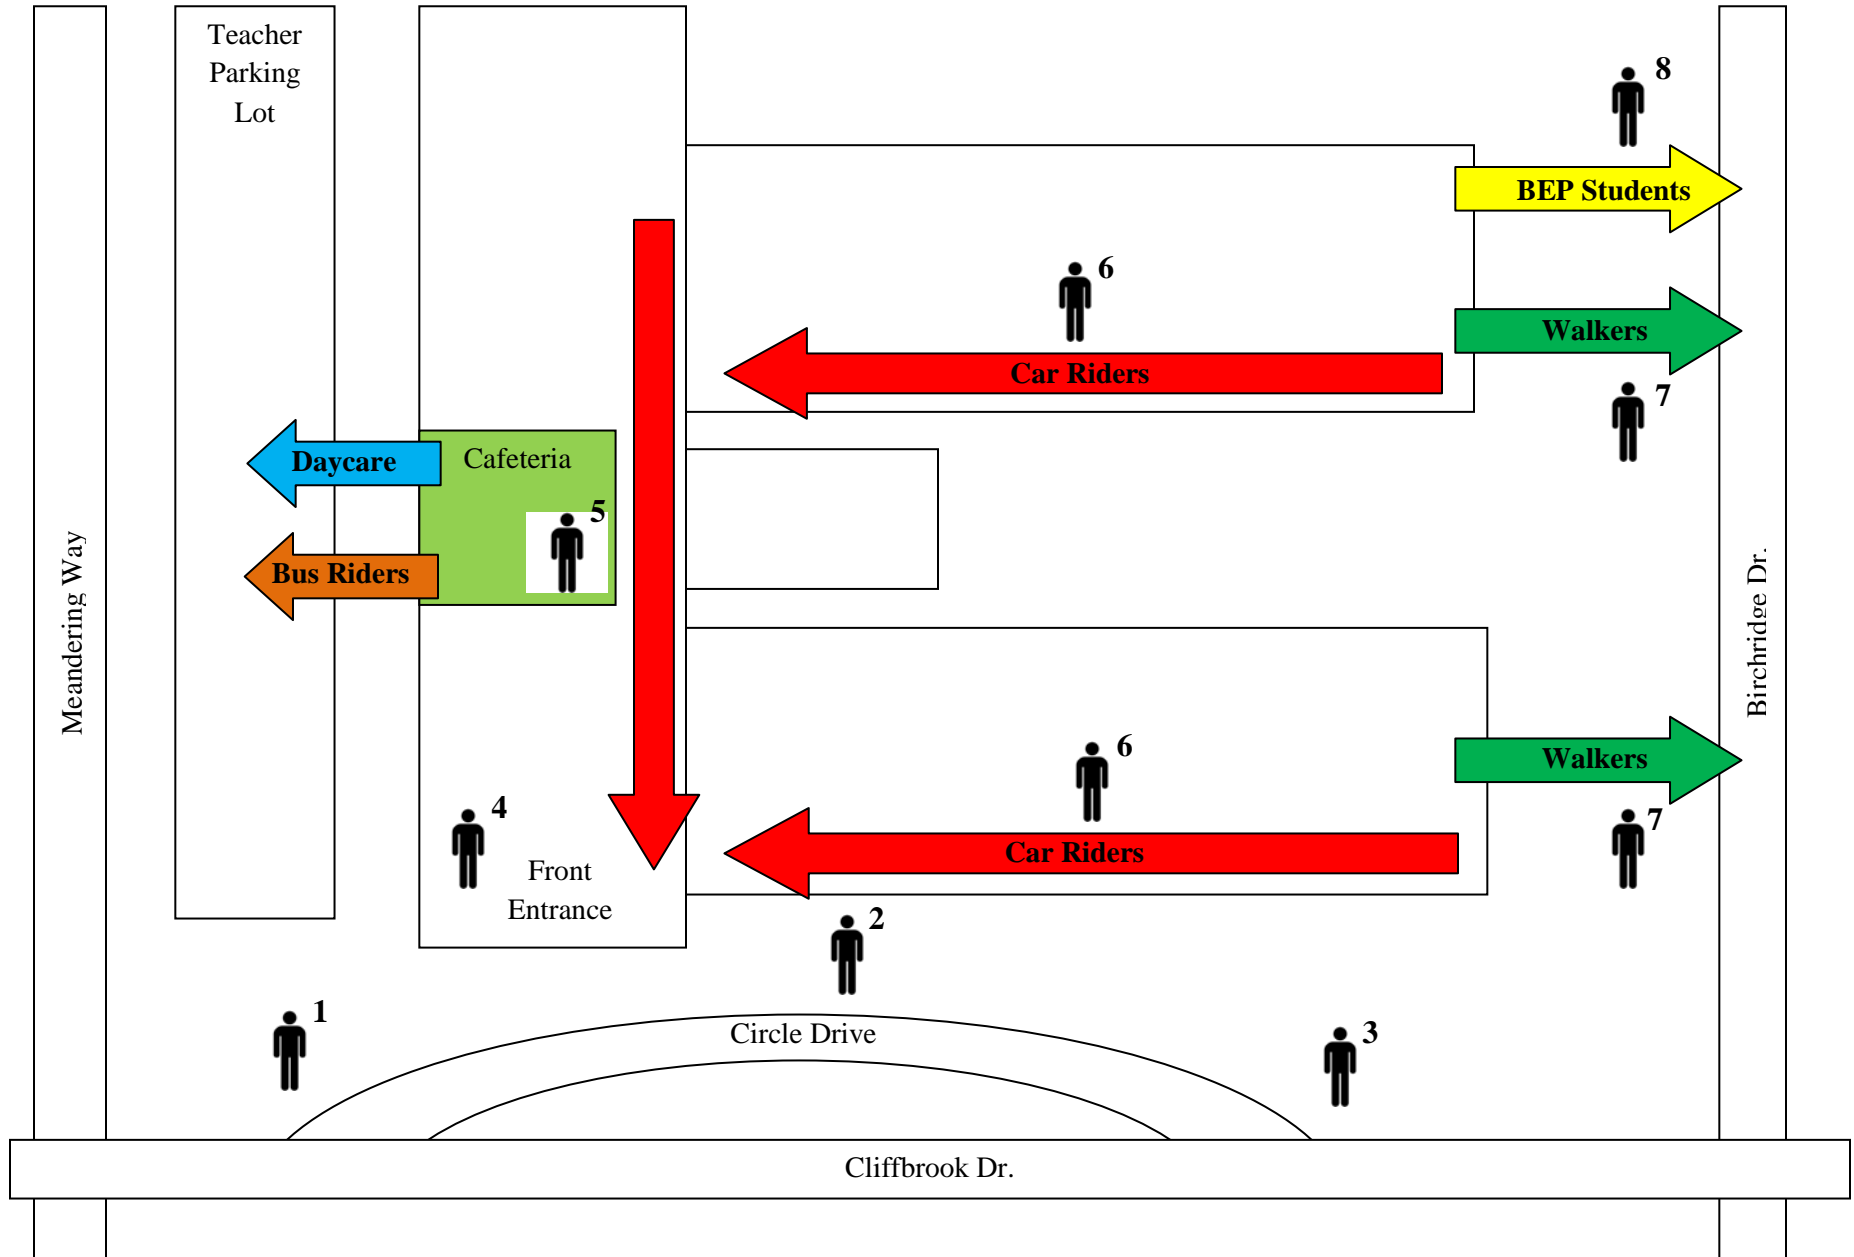 Teacher
Parking
Lot
8
BEP Students
6
Walkers
Car Riders
7
Daycare
Cafeteria
5
Bus Riders
Meandering Way
Birchridge Dr.
6
Walkers
4
7
Car Riders
Front
Entrance
2
1
Circle Drive
3
Cliffbrook Dr.